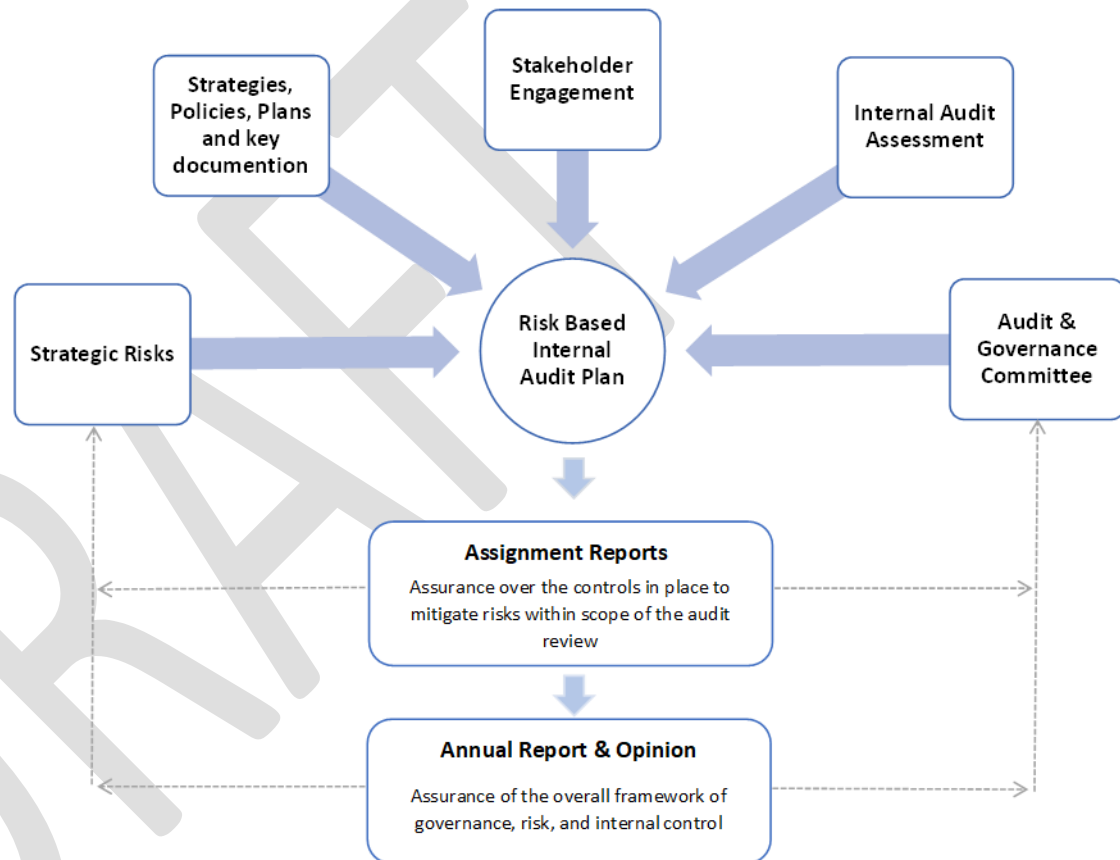 Stakeholder
Engagement
Strategies,
Policies, Plans
and key
documention
Internal Audit
Assessment
Strategic Risks
Risk Based
Internal
Audit Plan
Audit &
Governance
Committee
Assignment Reports
Assurance over the controls in place to
mitigate risks within scope of the audit
review
Annual Report & Opinion
Assurance of the overall framework of
governance, risk, and internal control
DRAFT